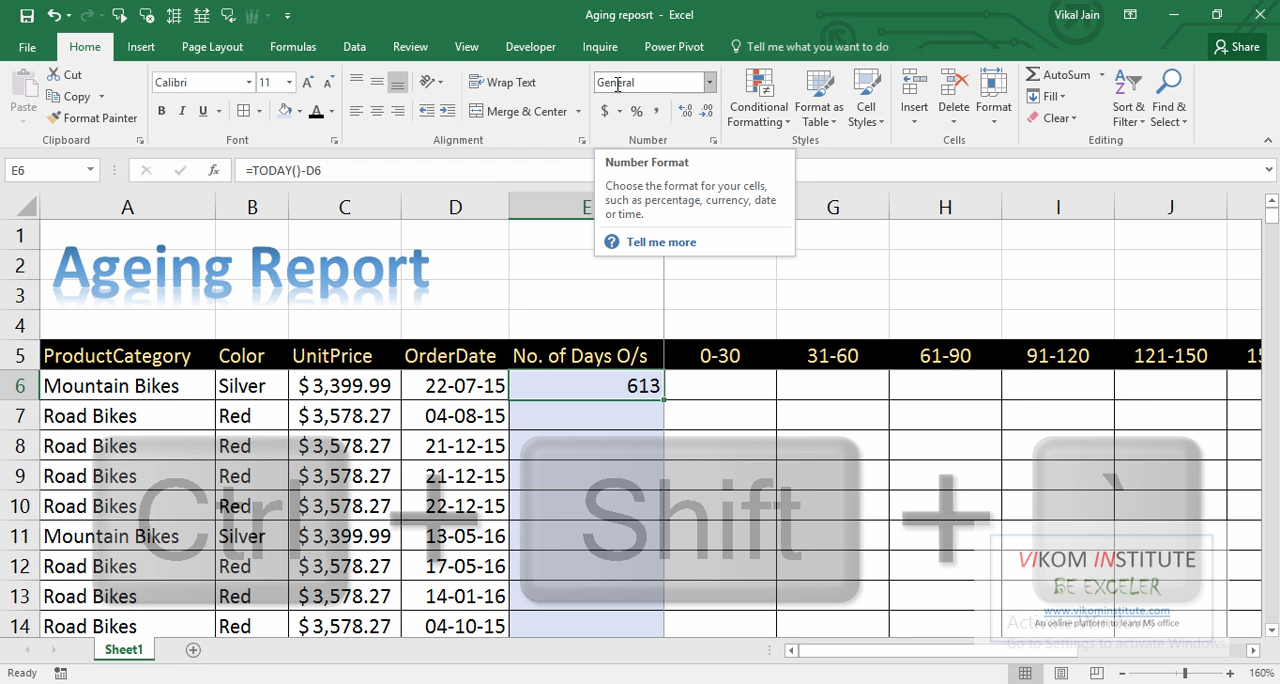 Aging reposrt - Excel
Vikal Jain
File
Home
Insert
Page Layout
Formulas
Data
Review
View
Developer
Inquire
Power Pivot
Tell me what you want to do
Share
Paste
Cut
Copy
Format Painter
Clipboard
Calibri
11
B I U
A
Font
Wrap Text
Merge & Center
Alignment
General
$ % ,
Number
Conditional Formatting
Format as Table
Cell Styles
Styles
Insert
Delete
Format
Cells
AutoSum
Fill
Clear
Sort & Filter
Find & Select
Editing
E6
fx
=TODAY()-D6
Number Format
Choose the format for your cells,
such as percentage, currency, date
or time.
Tell me more
A B C D E G H I J
1
2
3
Ageing Report
4
5 ProductCategory Color UnitPrice OrderDate No. of Days O/s 0-30 31-60 61-90 91-120 121-150
6 Mountain Bikes Silver $ 3,399.99 22-07-15 613
7 Road Bikes Red $ 3,578.27 04-08-15
8 Road Bikes Red $ 3,578.27 21-12-15
9 Road Bikes Red $ 3,578.27 21-12-15
10 Road Bikes Red $ 3,578.27 22-12-15
11 Mountain Bikes Silver $ 3,399.99 13-05-16
12 Road Bikes Red $ 3,578.27 17-05-16
13 Road Bikes Red $ 3,578.27 14-01-16
14 Road Bikes Red $ 3,578.27 04-10-15
Ctrl + Shift + `
VIKOM INSTITUTE
BE EXCELER
www.vikominstitute.com
An online platform to learn MS office
Go to Settings to activate Windows.
Sheet1
Ready
160%